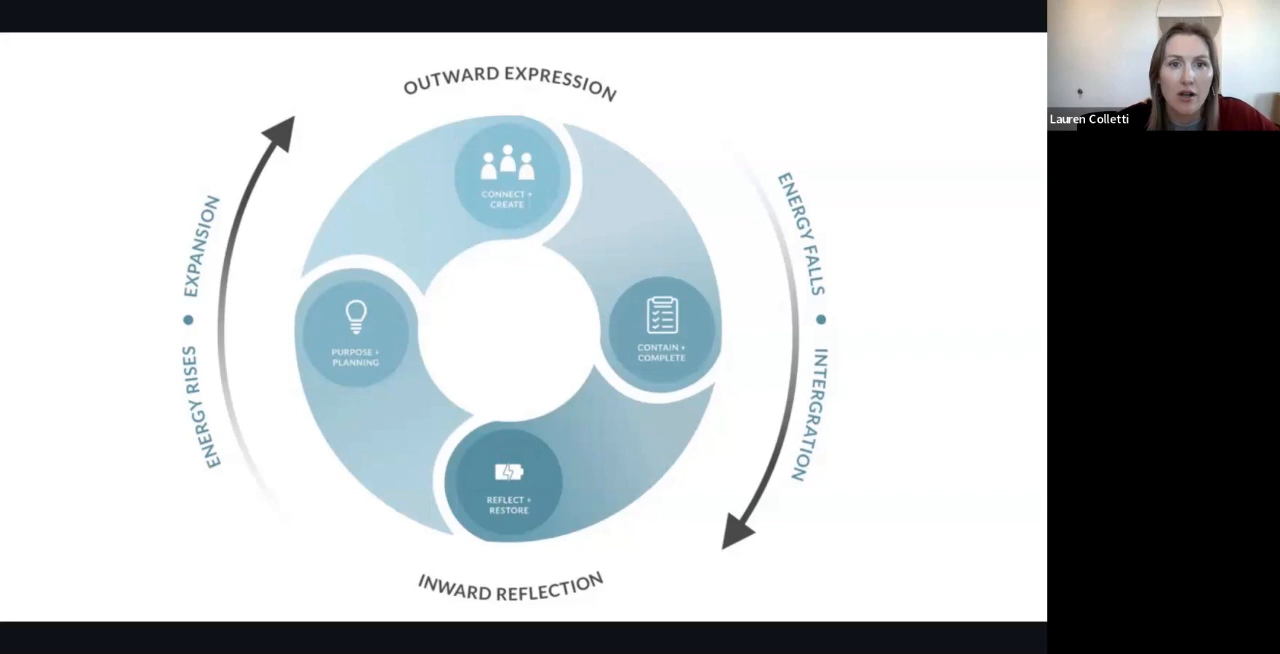 OUTWARD EXPRESSION
CONNECT +
CREATE
EXPANSION
ENERGY RISES
ENERGY FALLS
INTERGRATION
PURPOSE +
PLANNING
CONTAIN +
COMPLETE
REFLECT +
RESTORE
INWARD REFLECTION
Lauren Colletti